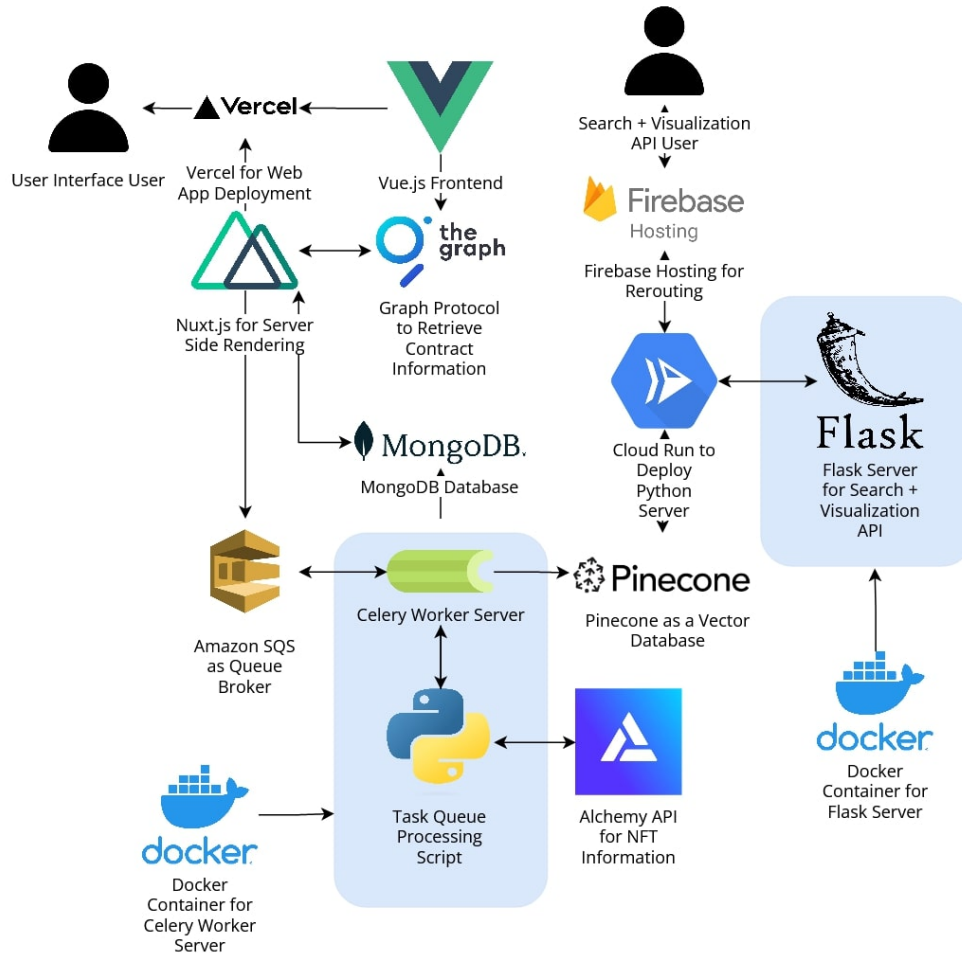 Vercel
User Interface User
Vercel for Web
App Deployment
Vue.js Frontend
Search + Visualization
API User
Firebase
Hosting
the
graph
Firebase Hosting for
Rerouting
Nuxt.js for Server
Side Rendering
Graph Protocol
to Retrieve
Contract
Information
Flask
Flask Server
for Search +
Visualization
API
Cloud Run to
Deploy
Python
Server
MongoDB.
MongoDB Database
Celery Worker Server
Pinecone
Pinecone as a Vector
Database
Amazon SQS
as Queue
Broker
docker
Docker
Container for
Flask Server
Task Queue
Processing
Script
Alchemy API
for NFT
Information
docker
Docker
Container for
Celery Worker
Server